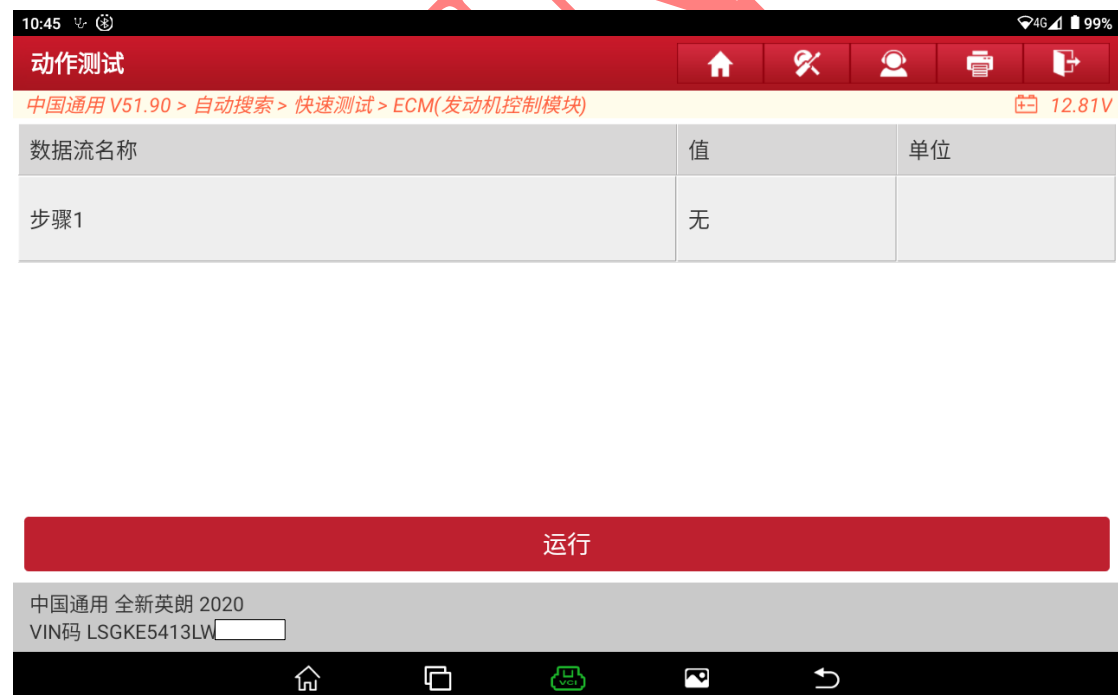 10:45 4G 99%
动作测试
中国通用 V51.90 > 自动搜索 > 快速测试 > ECM(发动机控制模块) 12.81V
数据流名称 值 单位
步骤1 无
运行
中国通用 全新英朗 2020
VIN码 LSGKE5413LW
VCI